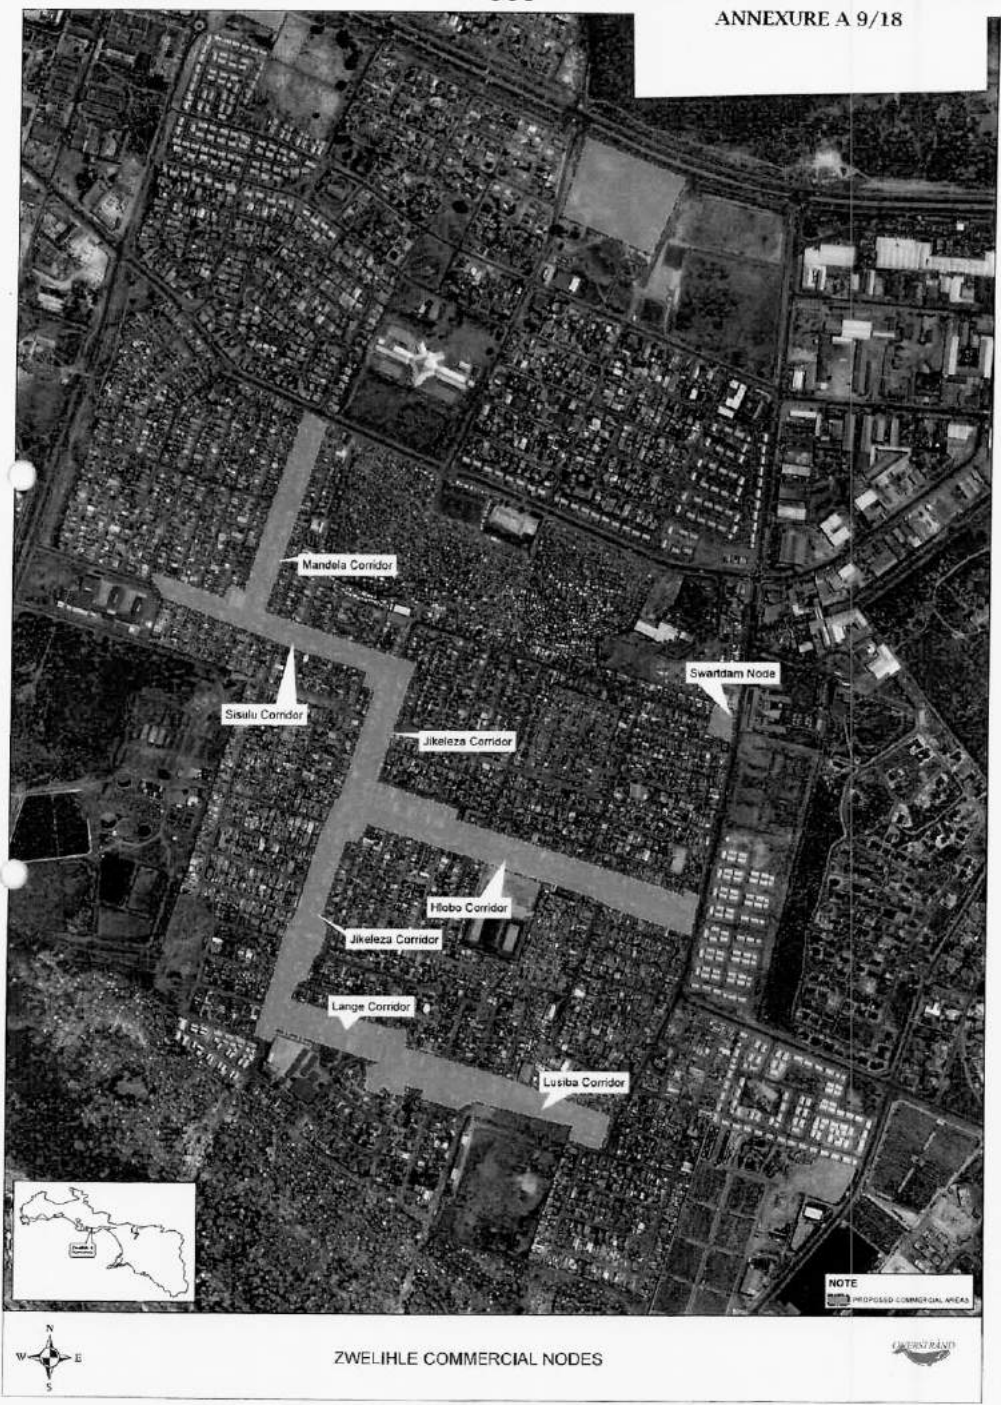 ANNEXURE A 9/18
Mandela Corridor
Swartdam Node
Sisulu Corridor
Jikeleza Corridor
Hlobo Corridor
Jikeleza Corridor
Lange Corridor
Lusiba Corridor
NOTE
PROPOSED COMMERCIAL AREAS
N
W E
S
ZWELIHLE COMMERCIAL NODES
OVERSTRAND